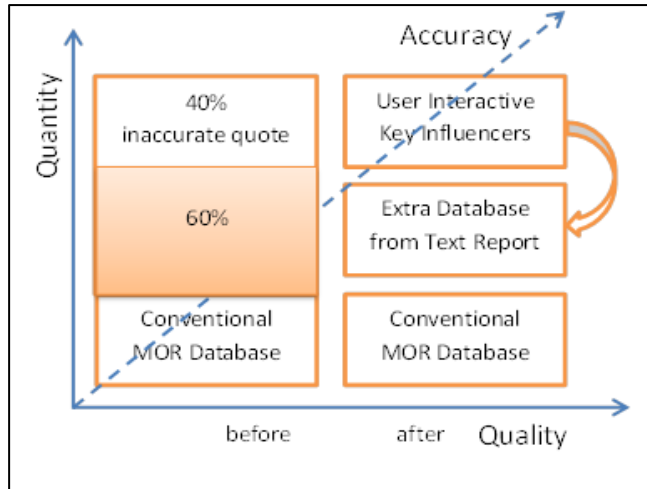 Accuracy
Quantity
40%
inaccurate quote
60%
Conventional
MOR Database
User Interactive
Key Influencers
Extra Database
from Text Report
Conventional
MOR Database
before
after
Quality